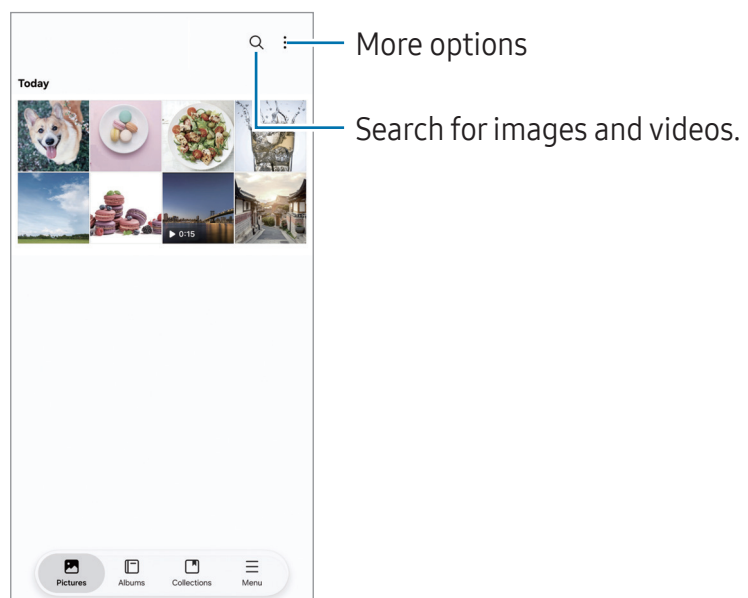 More options
Today
Search for images and videos.
0:15
Pictures Albums Collections Menu